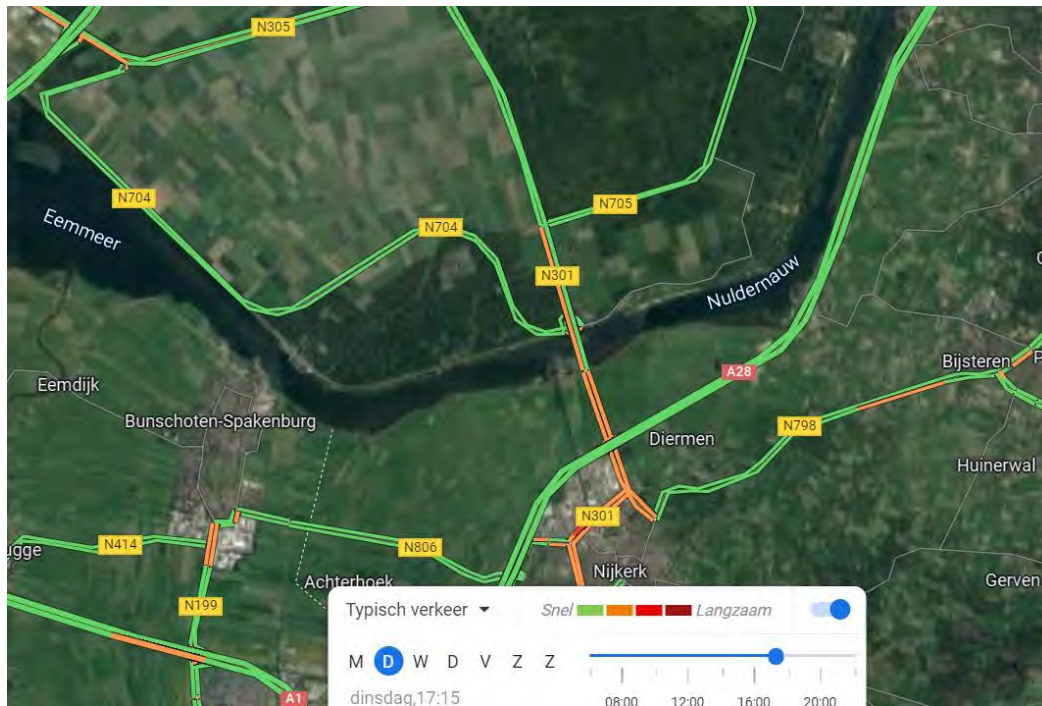 N305
N704
Eemmeer
N704
N705
N301
Nuldernauw
Bijsteren
A28
Eemdijk
Bunschoten-Spakenburg
Diermen
N798
Huinerwal
N301
N414
N806
ugge
Nijkerk
Achterhoek
Gerven
N199
Typisch verkeer
Snel
Langzaam
M D W D V Z Z
dinsdag,17:15
08:00 12:00 16:00 20:00
A1